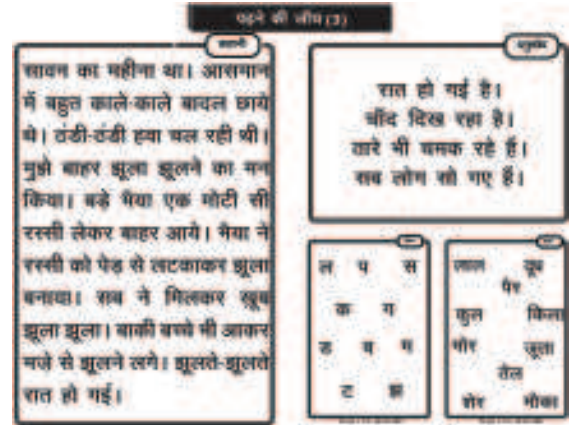 पढ़ने की जाँच (3)
कहानी
सावन का महीना था। आसमान
में बहुत काले-काले बादल छाये
थे। ठंडी-ठंडी हवा चल रही थी।
मुझे बाहर झूला झूलने का मन
किया। बड़े भैया एक मोटी सी
रस्सी लेकर बाहर आये। भैया ने
रस्सी को पेड़ से लटकाकर झूला
बनाया। सब ने मिलकर खूब
झूला झूला। बाकी बच्चे भी आकर
मजे से झूलने लगे। झूलते-झूलते
रात हो गई।
अनुच्छेद
रात हो गई है।
चाँद दिख रहा है।
तारे भी चमक रहे हैं।
सब लोग सो गए हैं।
ल प स
क ग
ड ब म
ट झ
लाल
पैर
कुल किला
मोर जूता
तेल
शेर मौका